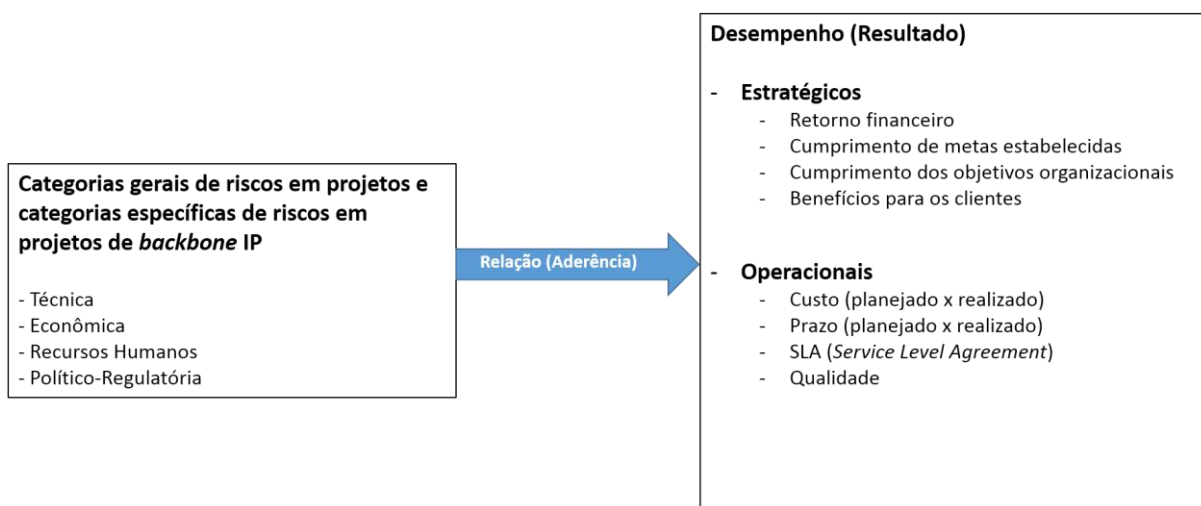 Categorias gerais de riscos em projetos e
categorias específicas de riscos em
projetos de backbone IP
- Técnica
- Econômica
- Recursos Humanos
- Político-Regulatória
Relação (Aderência)
Desempenho (Resultado)
- Estratégicos
- Retorno financeiro
- Cumprimento de metas estabelecidas
- Cumprimento dos objetivos organizacionais
- Benefícios para os clientes
- Operacionais
- Custo (planejado x realizado)
- Prazo (planejado x realizado)
- SLA (Service Level Agreement)
- Qualidade